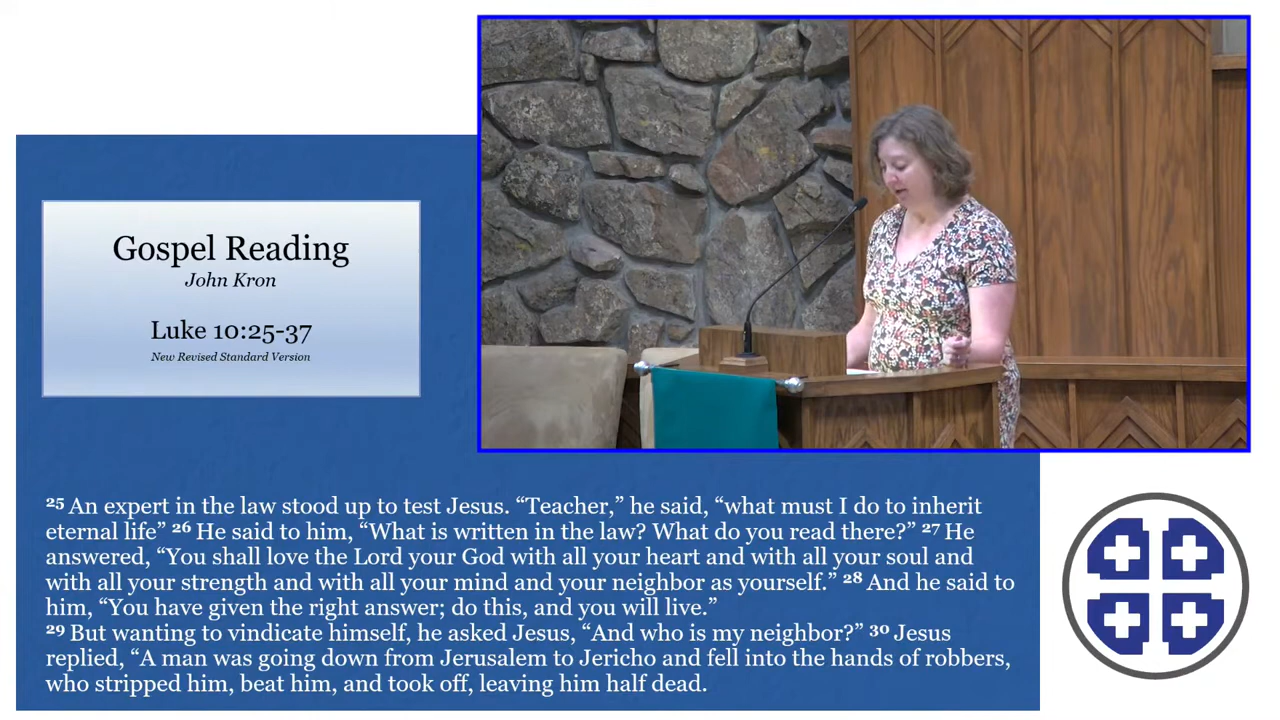 Gospel Reading
John Kron
Luke 10:25-37
New Revised Standard Version
25 An expert in the law stood up to test Jesus. “Teacher,” he said, “what must I do to inherit
eternal life” 26 He said to him, “What is written in the law? What do you read there?” 27 He
answered, “You shall love the Lord your God with all your heart and with all your soul and
with all your strength and with all your mind and your neighbor as yourself.” 28 And he said to
him, “You have given the right answer; do this, and you will live.”
29 But wanting to vindicate himself, he asked Jesus, “And who is my neighbor?” 30 Jesus
replied, “A man was going down from Jerusalem to Jericho and fell into the hands of robbers,
who stripped him, beat him, and took off, leaving him half dead.